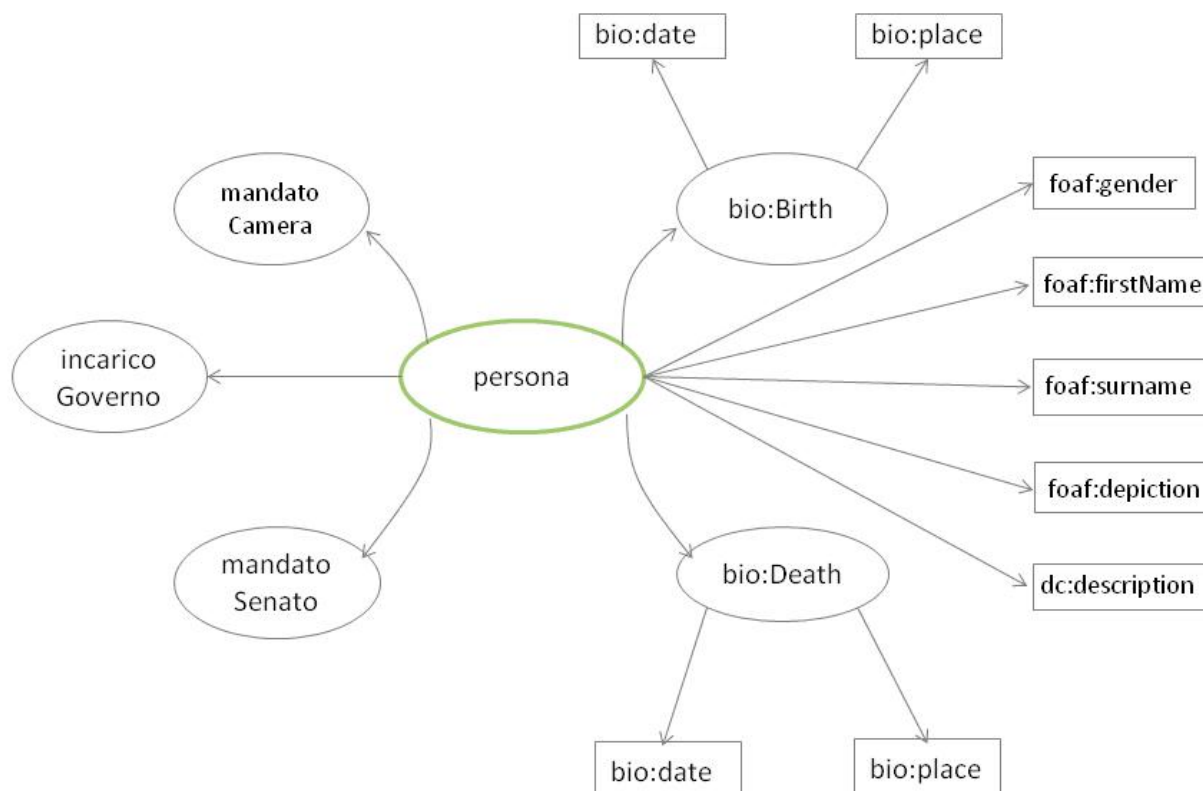 bio:date
bio:place
mandato
Camera
bio:Birth
foaf:gender
foaf:firstName
incarico
Governo
persona
foaf:surname
foaf:depiction
mandato
Senato
bio:Death
dc:description
bio:date
bio:place